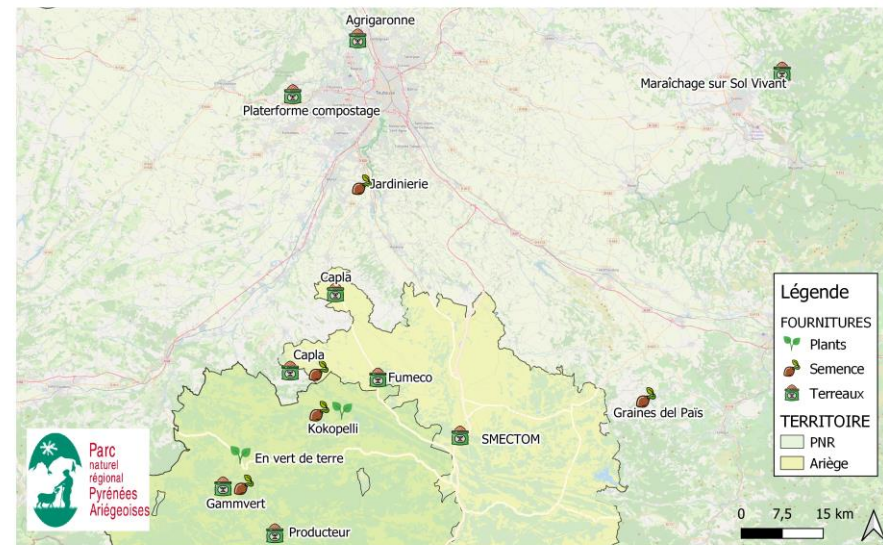 Agrigaronne
Maraîchage sur Sol Vivant
Platerforme compostage
Toulouse
Jardinierie
Capla
Capla
Fumeco
Kokopelli
Graines del Païs
SMECTOM
En vert de terre
Gammvert
Producteur
Légende
FOURNITURES
Plants
Semence
Terreaux
TERRITOIRE
PNR
Ariège
0 7,5 15 km
Parc
naturel
régional
Pyrénées
Ariégeoises